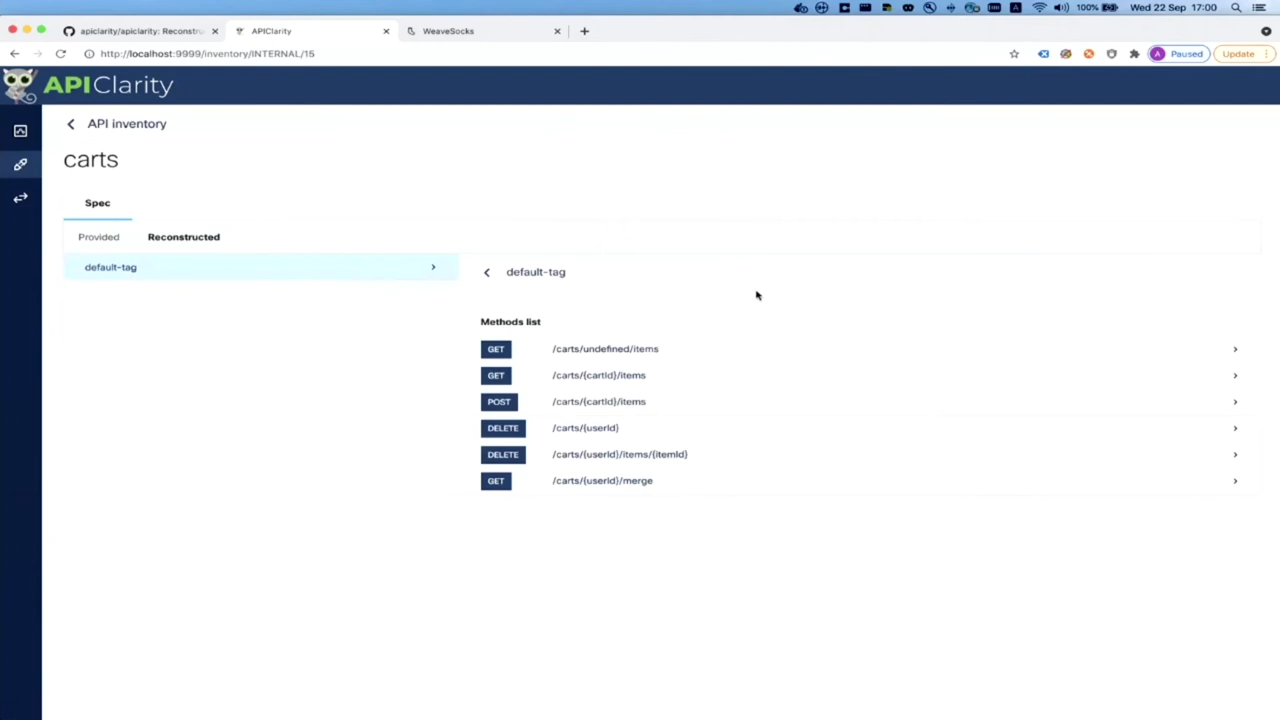 100% Wed 22 Sep 17:00
apiclarity/apiclarity: Reconstru
APIClarity
WeaveSocks
http://localhost:9999/inventory/INTERNAL/15
A Paused
Update
APIClarity
API inventory
carts
Spec
Provided Reconstructed
default-tag
default-tag
Methods list
GET /carts/undefined/items
GET /carts/{cartId}/items
POST /carts/{cartId}/items
DELETE /carts/{userId}
DELETE /carts/{userId}/items/{itemId}
GET /carts/{userId}/merge